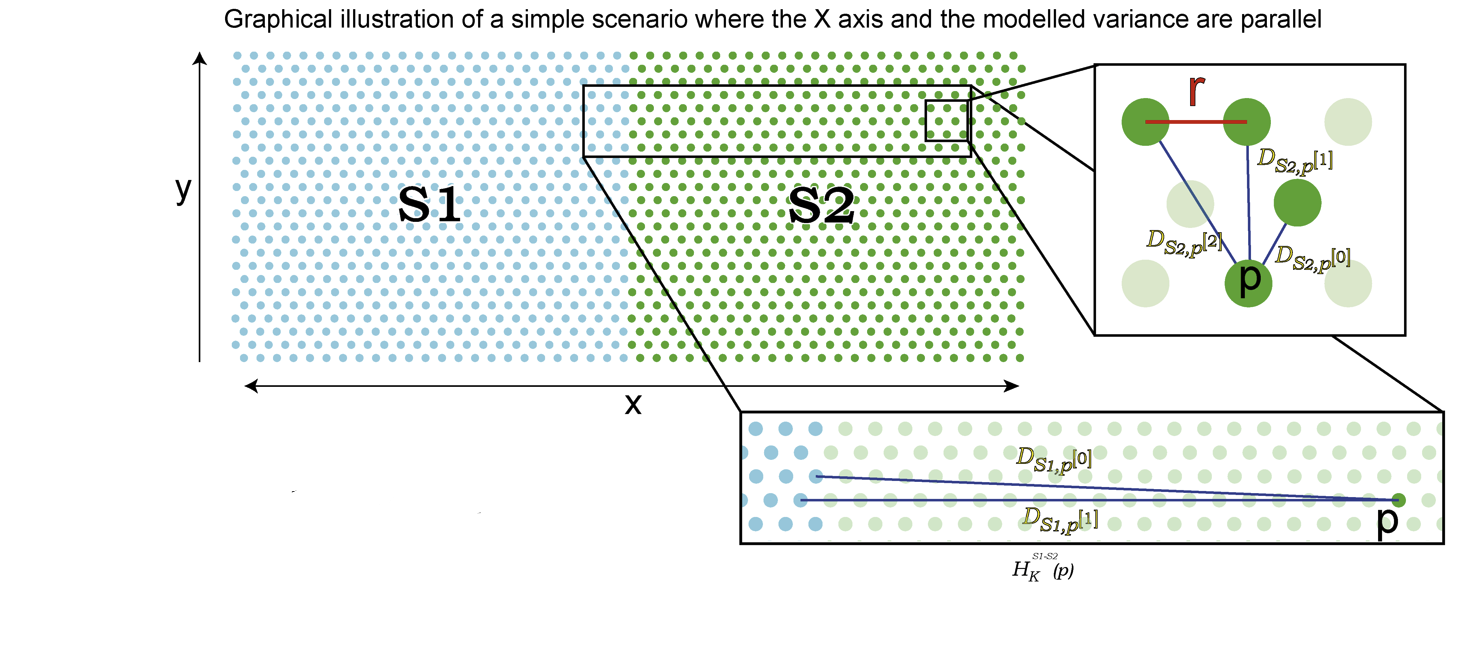 Graphical illustration of a simple scenario where the X axis and the modelled variance are parallel
r
D_{S2,p}[1]
y
S1
S2
D_{S2,p}[2]
D_{S2,p}[0]
p
x
D_{S1,p}[0]
D_{S1,p}[1]
p
H_K^{S1-S2}(p)